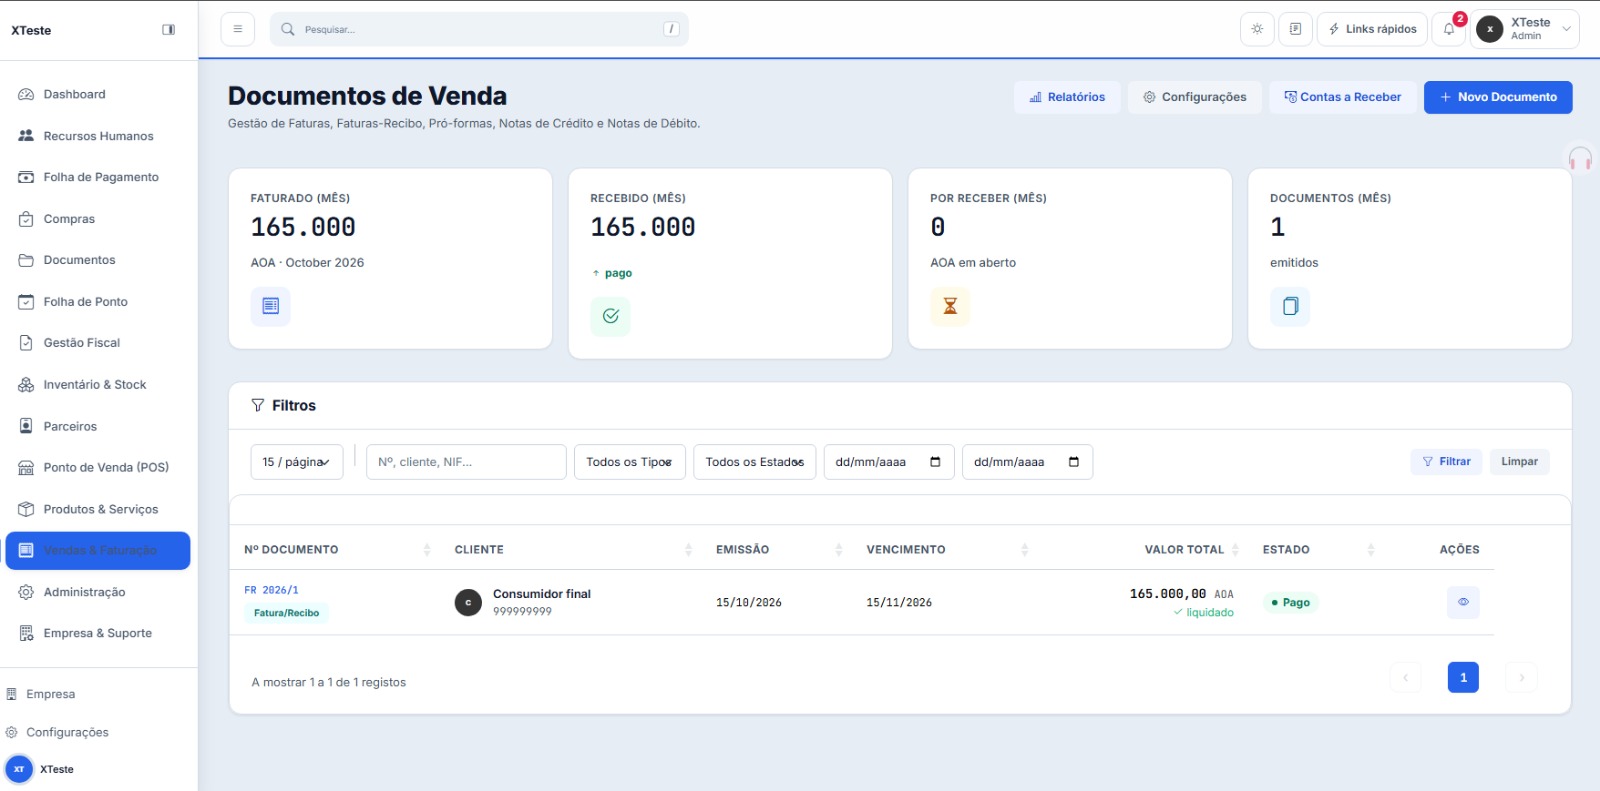 XTeste
Pesquisar...
/
Links rápidos
2
X
XTeste
Admin
Dashboard
Recursos Humanos
Folha de Pagamento
Compras
Documentos
Folha de Ponto
Gestão Fiscal
Inventário & Stock
Parceiros
Ponto de Venda (POS)
Produtos & Serviços
Vendas & Faturação
Administração
Empresa & Suporte
Empresa
Configurações
XT
XTeste
Documentos de Venda
Gestão de Faturas, Faturas-Recibo, Pró-formas, Notas de Crédito e Notas de Débito.
Relatórios
Configurações
Contas a Receber
+ Novo Documento
FATURADO (MÊS)
165.000
AOA · October 2026
RECEBIDO (MÊS)
165.000
↑ pago
POR RECEBER (MÊS)
0
AOA em aberto
DOCUMENTOS (MÊS)
1
emitidos
Filtros
15 / página
Nº, cliente, NIF...
Todos os Tipos
Todos os Estados
dd/mm/aaaa
dd/mm/aaaa
Filtrar
Limpar
Nº DOCUMENTO CLIENTE EMISSÃO VENCIMENTO VALOR TOTAL ESTADO AÇÕES
FR 2026/1
Fatura/Recibo
C
Consumidor final
999999999
15/10/2026
15/11/2026
165.000,00 AOA
✓ liquidado
Pago
A mostrar 1 a 1 de 1 registos
‹ 1 ›